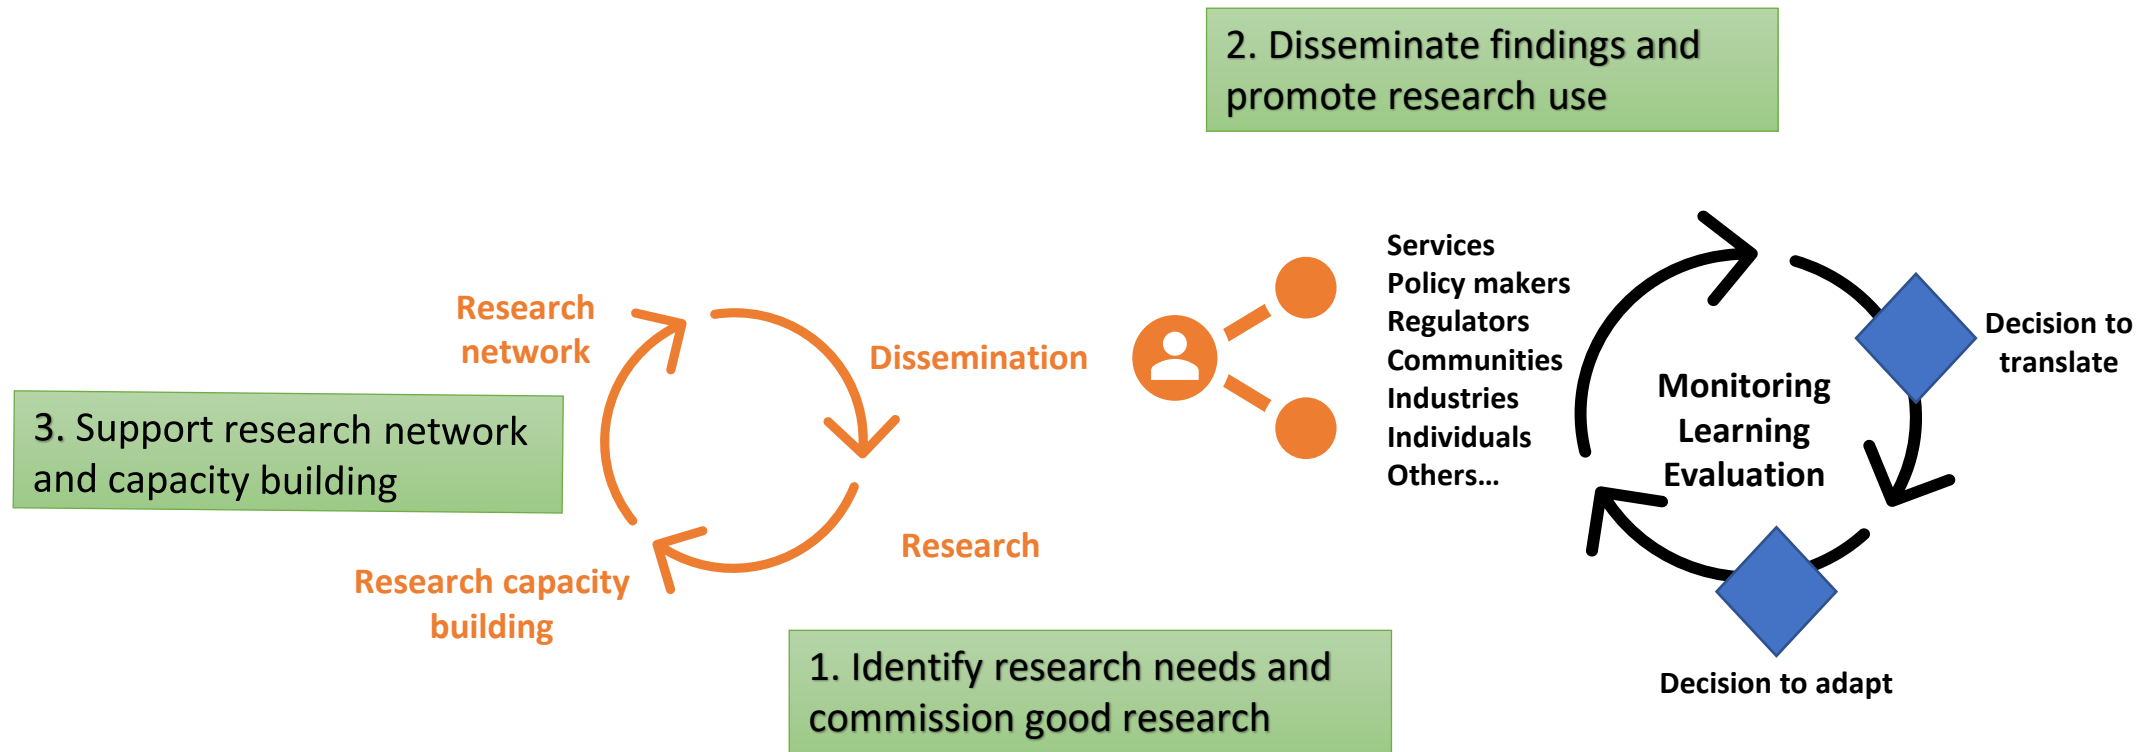 2. Disseminate findings and
promote research use
Research
network
Dissemination
3. Support research network
and capacity building
Research
Research capacity
building
1. Identify research needs and
commission good research
Services
Policy makers
Regulators
Communities
Industries
Individuals
Others...
Monitoring
Learning
Evaluation
Decision to
translate
Decision to adapt